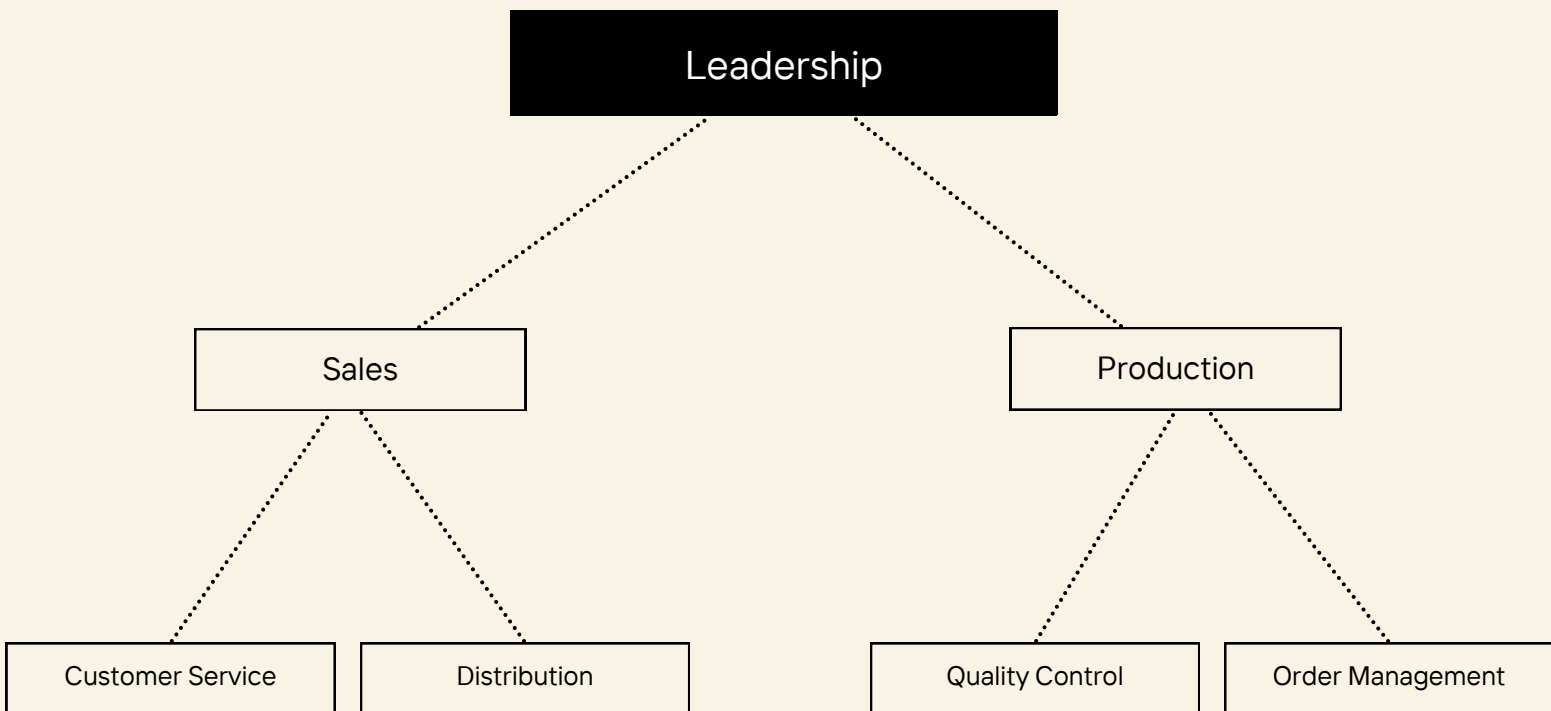 Leadership
Sales
Production
Customer Service
Distribution
Quality Control
Order Management